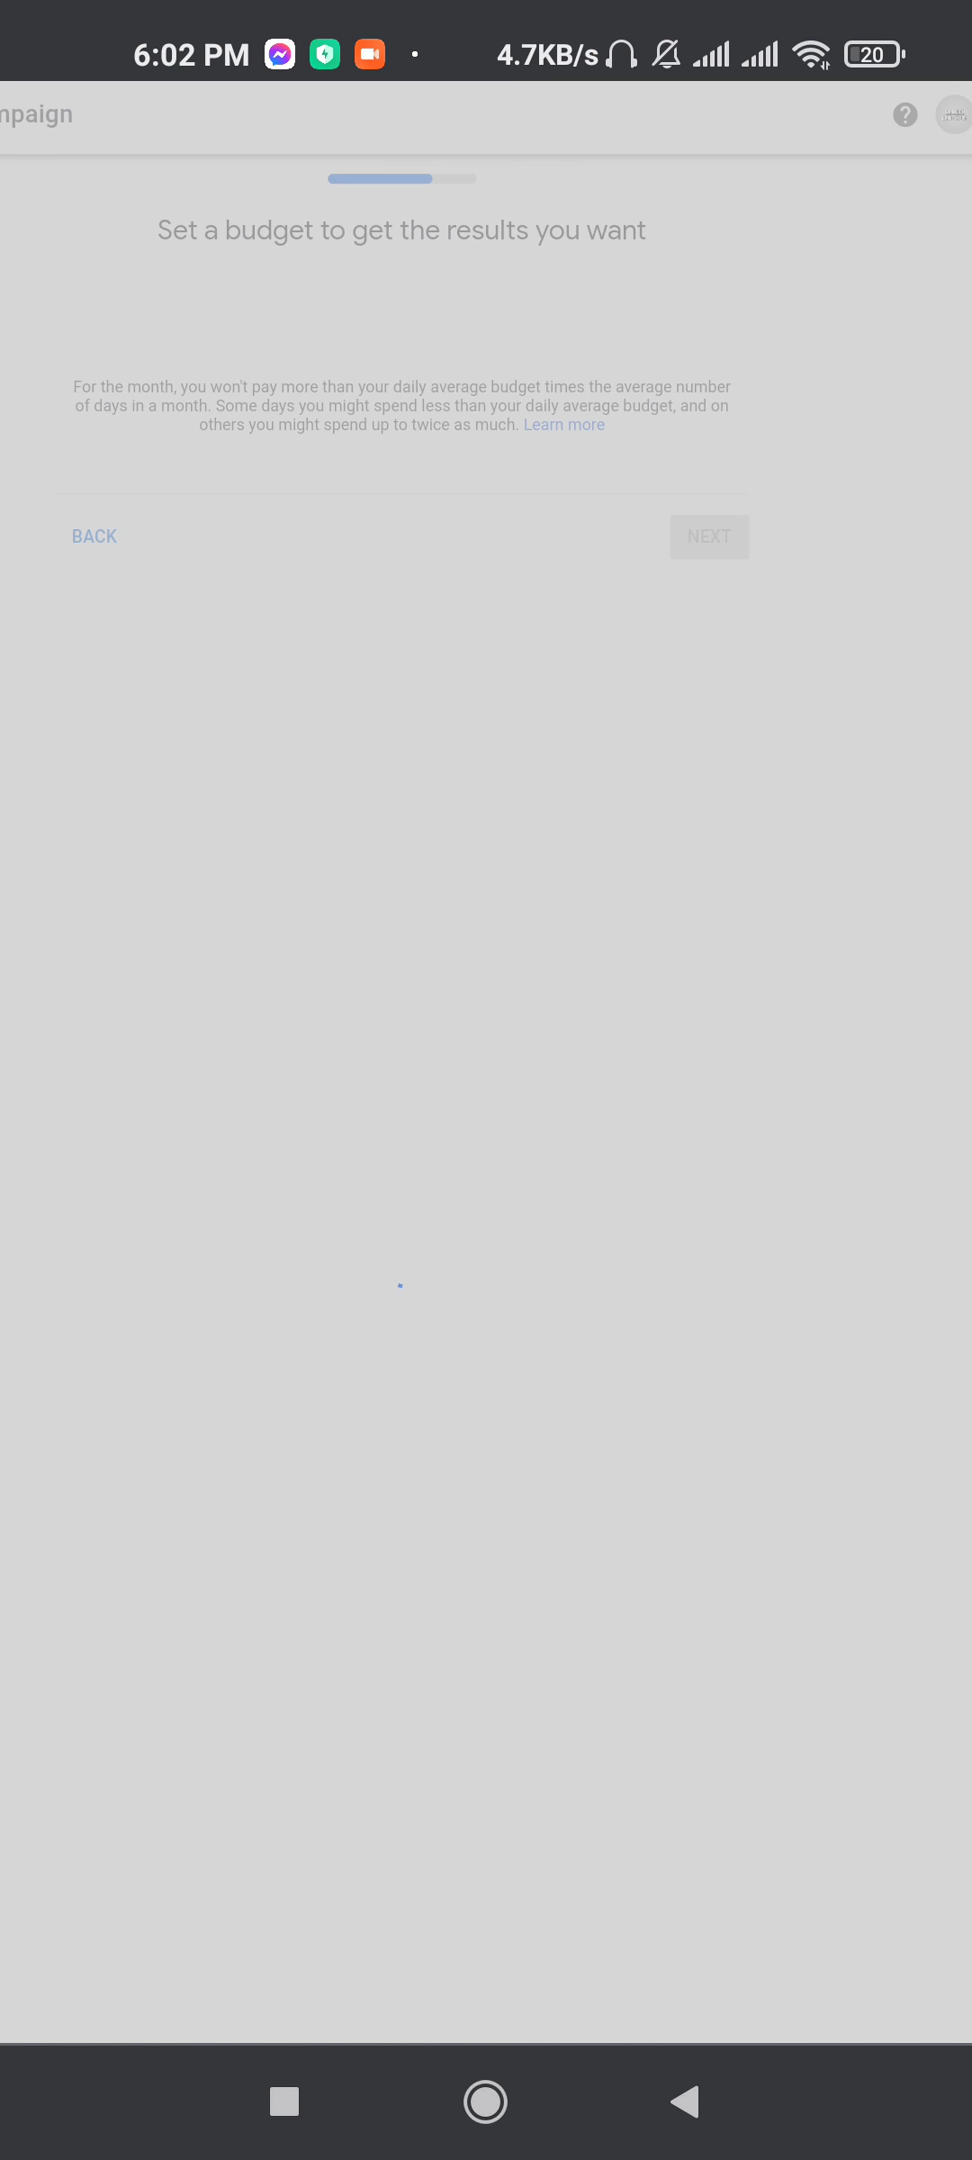 6:02 PM 4.7KB/s 20
mpaign
Set a budget to get the results you want
For the month, you won't pay more than your daily average budget times the average number
of days in a month. Some days you might spend less than your daily average budget, and on
others you might spend up to twice as much. Learn more
BACK NEXT